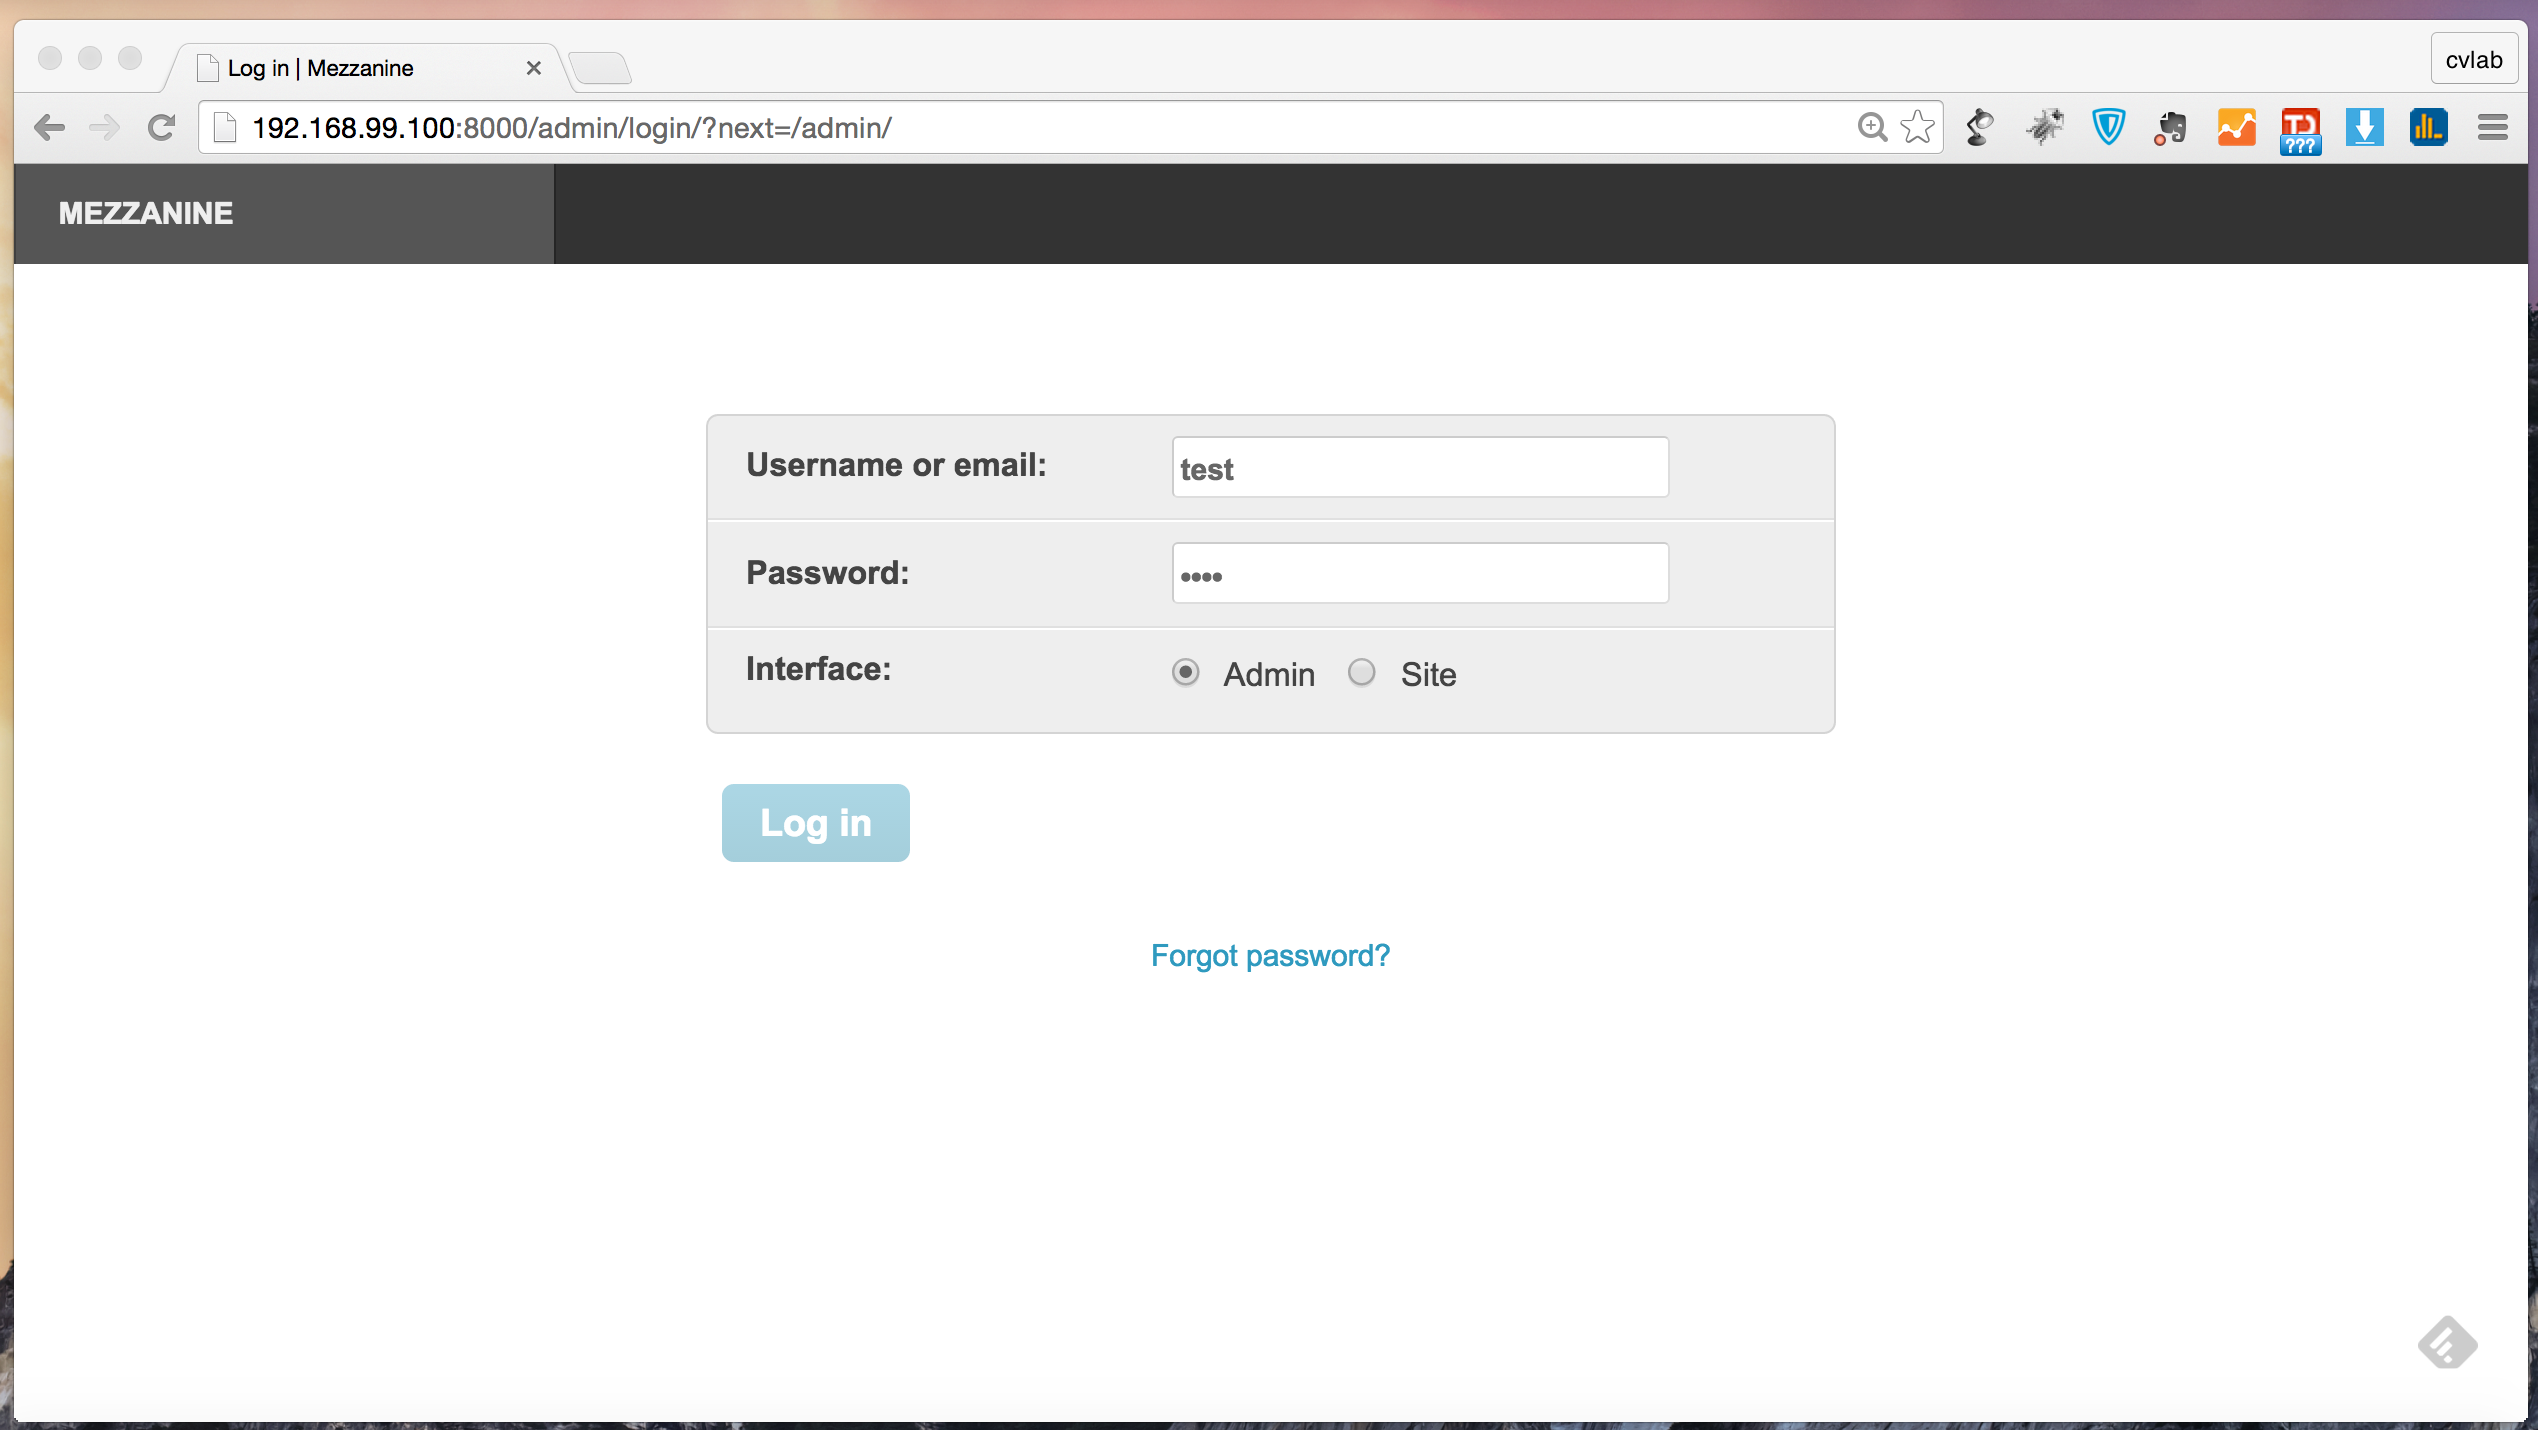 Log in | Mezzanine
cvlab
192.168.99.100:8000/admin/login/?next=/admin/
???
MEZZANINE
Username or email: test
Password: ••••
Interface: Admin Site
Log in
Forgot password?